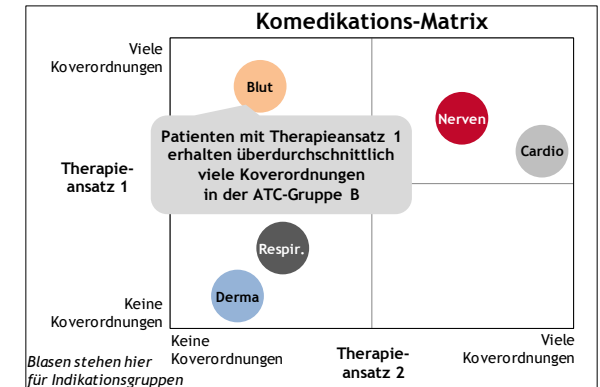 Komedikations-Matrix
Viele
Koverordnungen
Blut
Nerven
Cardio
Patienten mit Therapieansatz 1
erhalten überdurchschnittlich
viele Koverordnungen
in der ATC-Gruppe B
Therapie-
ansatz 1
Respir.
Derma
Keine
Koverordnungen
Keine
Koverordnungen
Therapie-
ansatz 2
Viele
Koverordnungen
Blasen stehen hier
für Indikationsgruppen